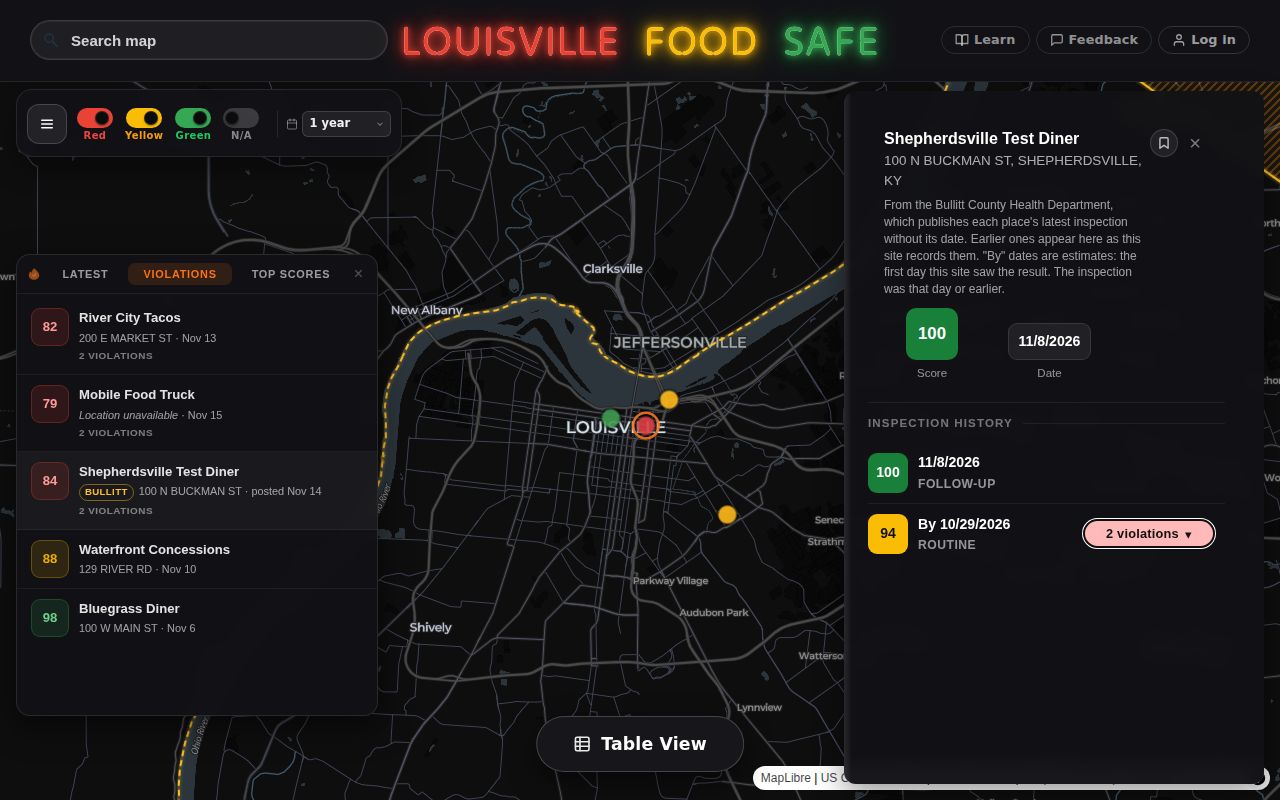 Search map
LOUISVILLE FOOD SAFE
Learn
Feedback
Log In
Red
Yellow
Green
N/A
1 year
LATEST
VIOLATIONS
TOP SCORES
82
River City Tacos
200 E MARKET ST · Nov 13
2 VIOLATIONS
79
Mobile Food Truck
Location unavailable · Nov 15
2 VIOLATIONS
84
Shepherdsville Test Diner
BULLITT 100 N BUCKMAN ST · posted Nov 14
2 VIOLATIONS
88
Waterfront Concessions
129 RIVER RD · Nov 10
98
Bluegrass Diner
100 W MAIN ST · Nov 6
Clarksville
New Albany
JEFFERSONVILLE
LOUISVILLE
Parkway Village
Audubon Park
Shively
Lynnview
Ohio River
Table View
MapLibre | US
Shepherdsville Test Diner
100 N BUCKMAN ST, SHEPHERDSVILLE,
KY
From the Bullitt County Health Department,
which publishes each place's latest inspection
without its date. Earlier ones appear here as this
site records them. "By" dates are estimates: the
first day this site saw the result. The inspection
was that day or earlier.
100
Score
11/8/2026
Date
INSPECTION HISTORY
100
11/8/2026
FOLLOW-UP
94
By 10/29/2026
ROUTINE
2 violations ▾